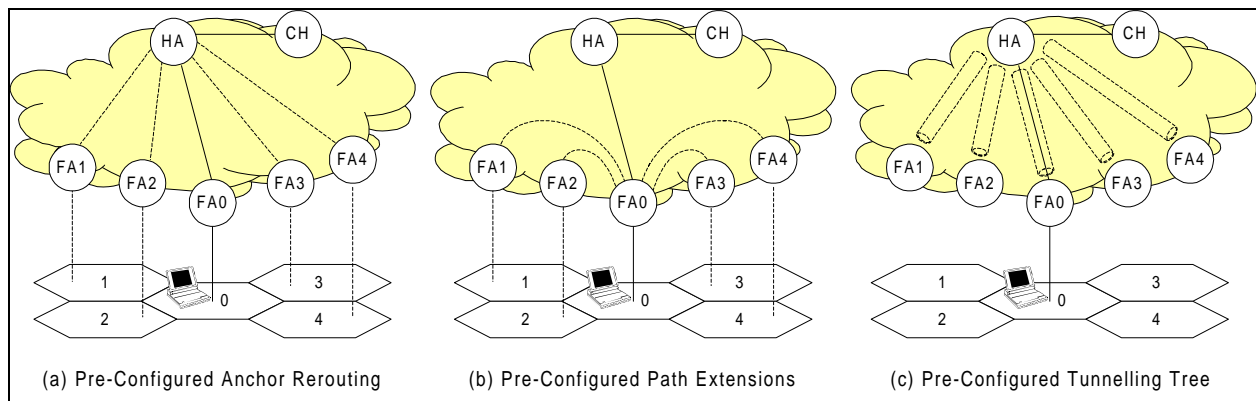 HA CH
FA1 FA2 FA0 FA3 FA4
1 0 3
2 4
(a) Pre-Configured Anchor Rerouting
HA CH
FA1 FA2 FA0 FA3 FA4
1 0 3
2 4
(b) Pre-Configured Path Extensions
HA CH
FA1 FA2 FA0 FA3 FA4
1 0 3
2 4
(c) Pre-Configured Tunnelling Tree